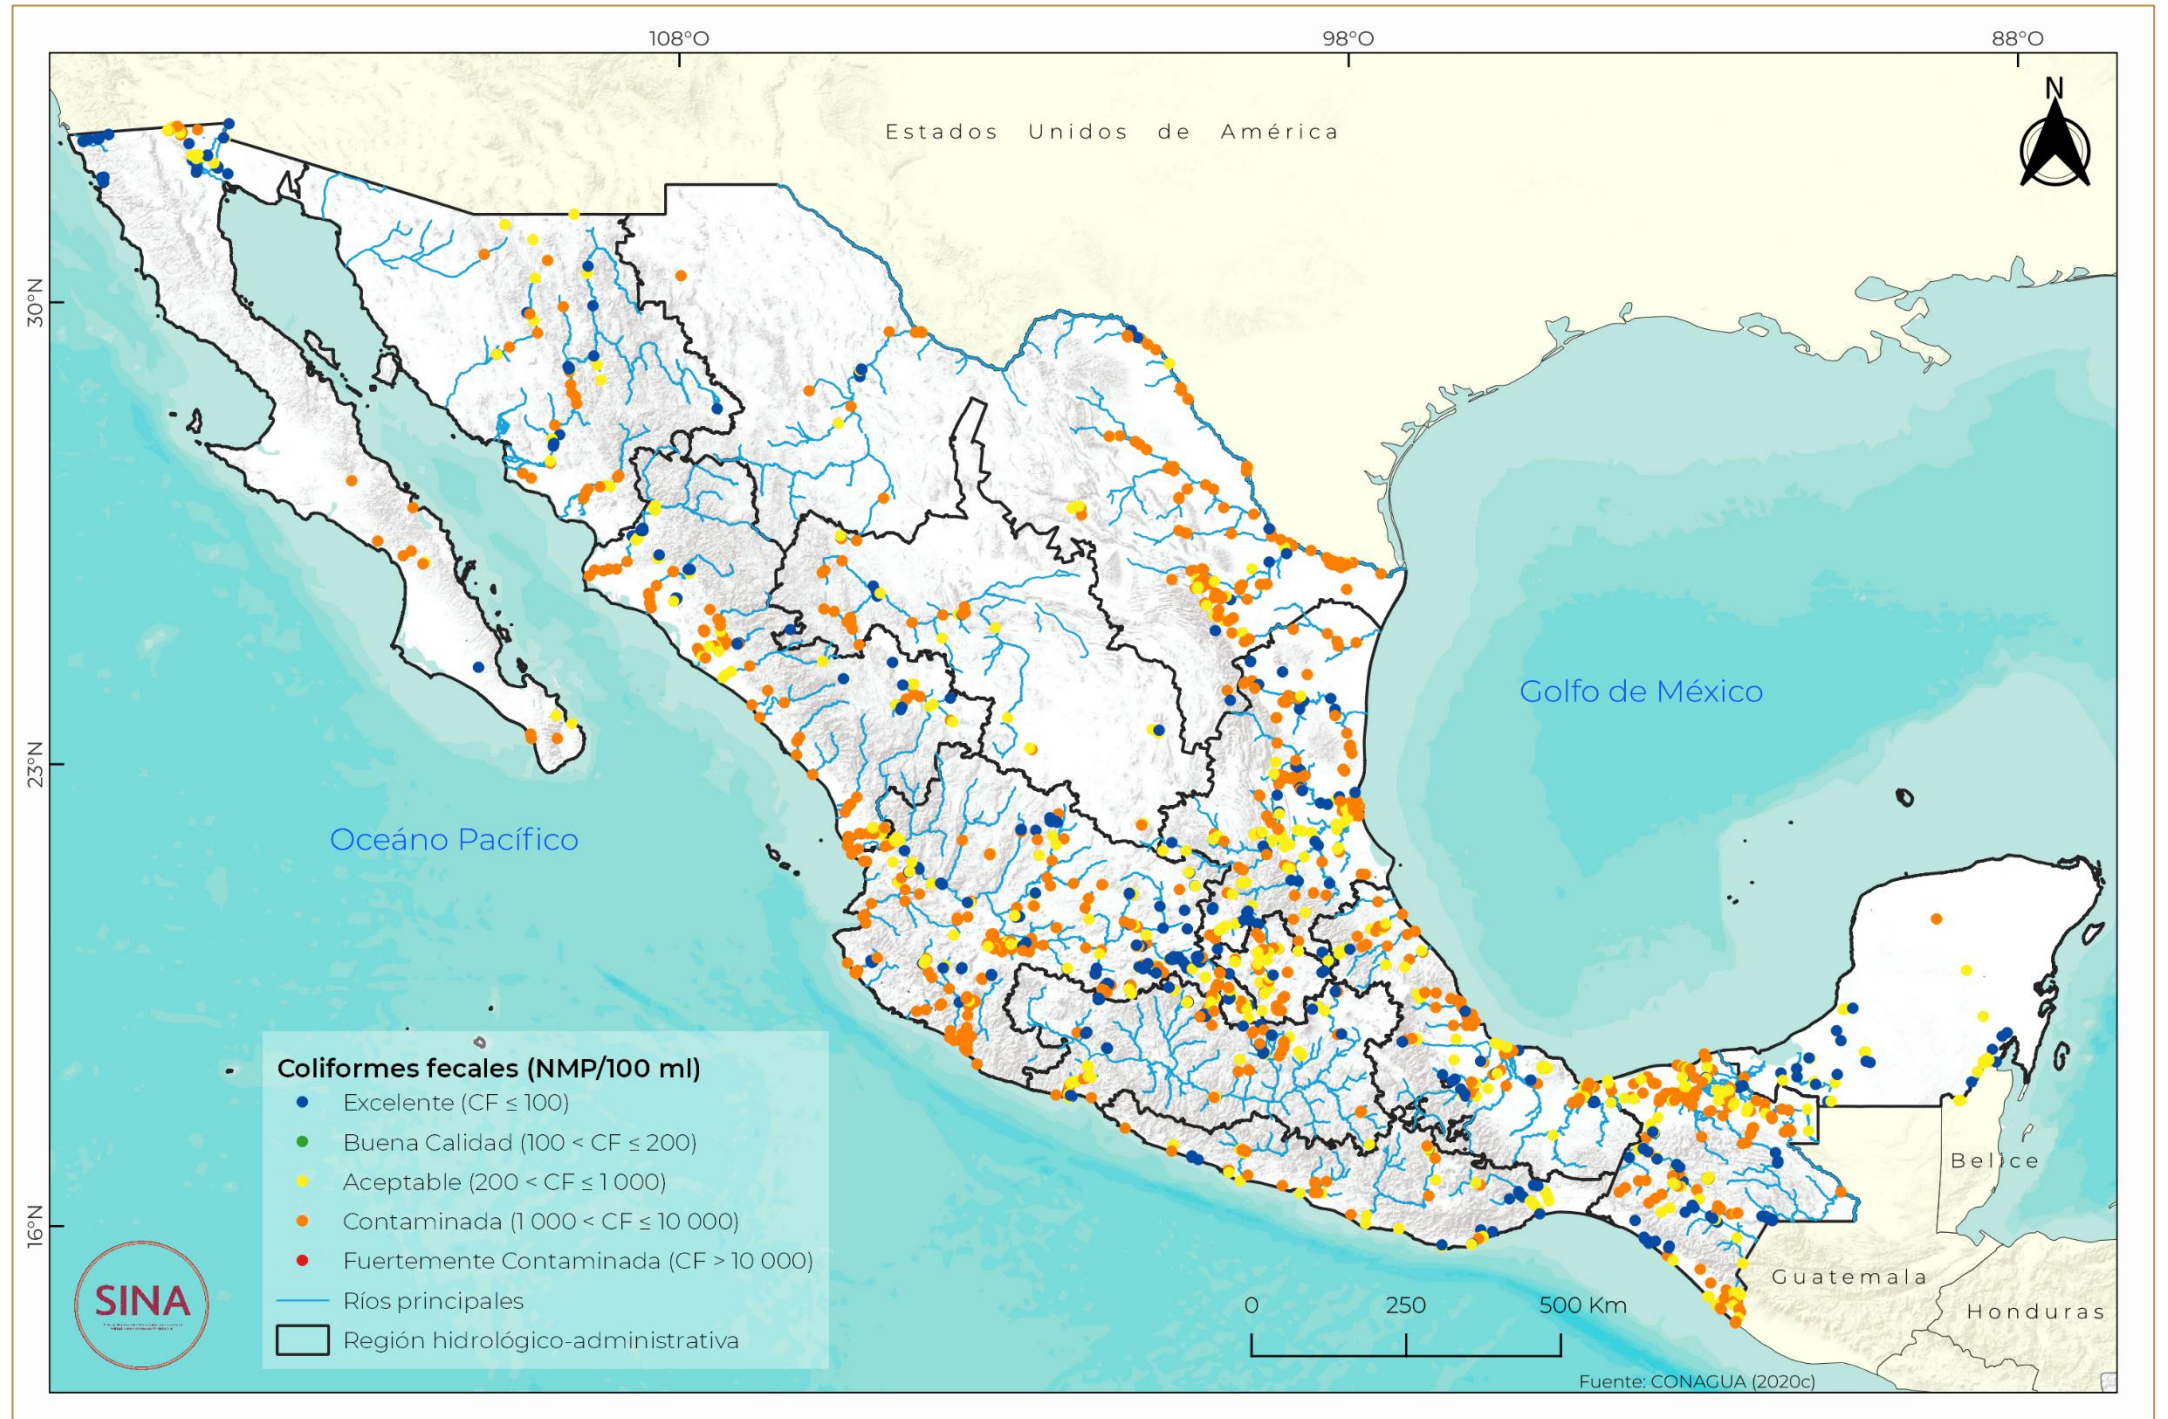 108°O 98°O 88°O
N
Estados Unidos de América
30°N
Golfo de México
23°N
Océano Pacífico
Coliformes fecales (NMP/100 ml)
Excelente (CF ≤ 100)
Buena Calidad (100 < CF ≤ 200)
Aceptable (200 < CF ≤ 1 000)
Contaminada (1 000 < CF ≤ 10 000)
Fuertemente Contaminada (CF > 10 000)
Ríos principales
Región hidrológico-administrativa
Belice
16°N
Guatemala
Honduras
SINA
0 250 500 Km
Fuente: CONAGUA (2020c)